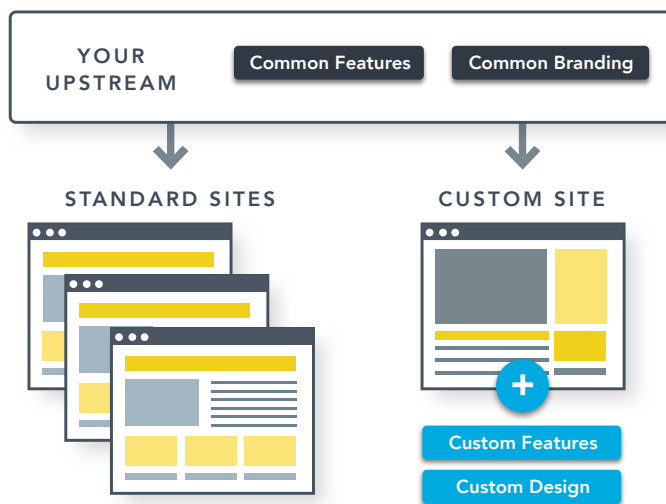 YOUR
UPSTREAM
Common Features
Common Branding
STANDARD SITES
CUSTOM SITE
+
Custom Features
Custom Design